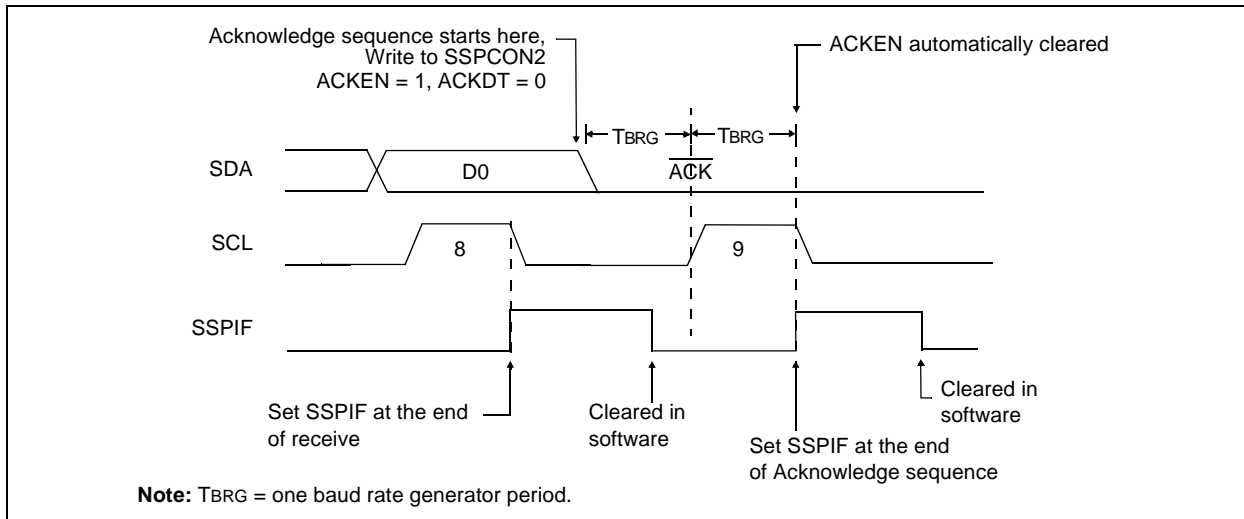 Acknowledge sequence starts here,
Write to SSPCON2
ACKEN = 1, ACKDT = 0
ACKEN automatically cleared
TBRG
TBRG
SDA
D0
ACK
SCL
8
9
SSPIF
Set SSPIF at the end
of receive
Cleared in
software
Set SSPIF at the end
of Acknowledge sequence
Cleared in
software
Note: TBRG = one baud rate generator period.